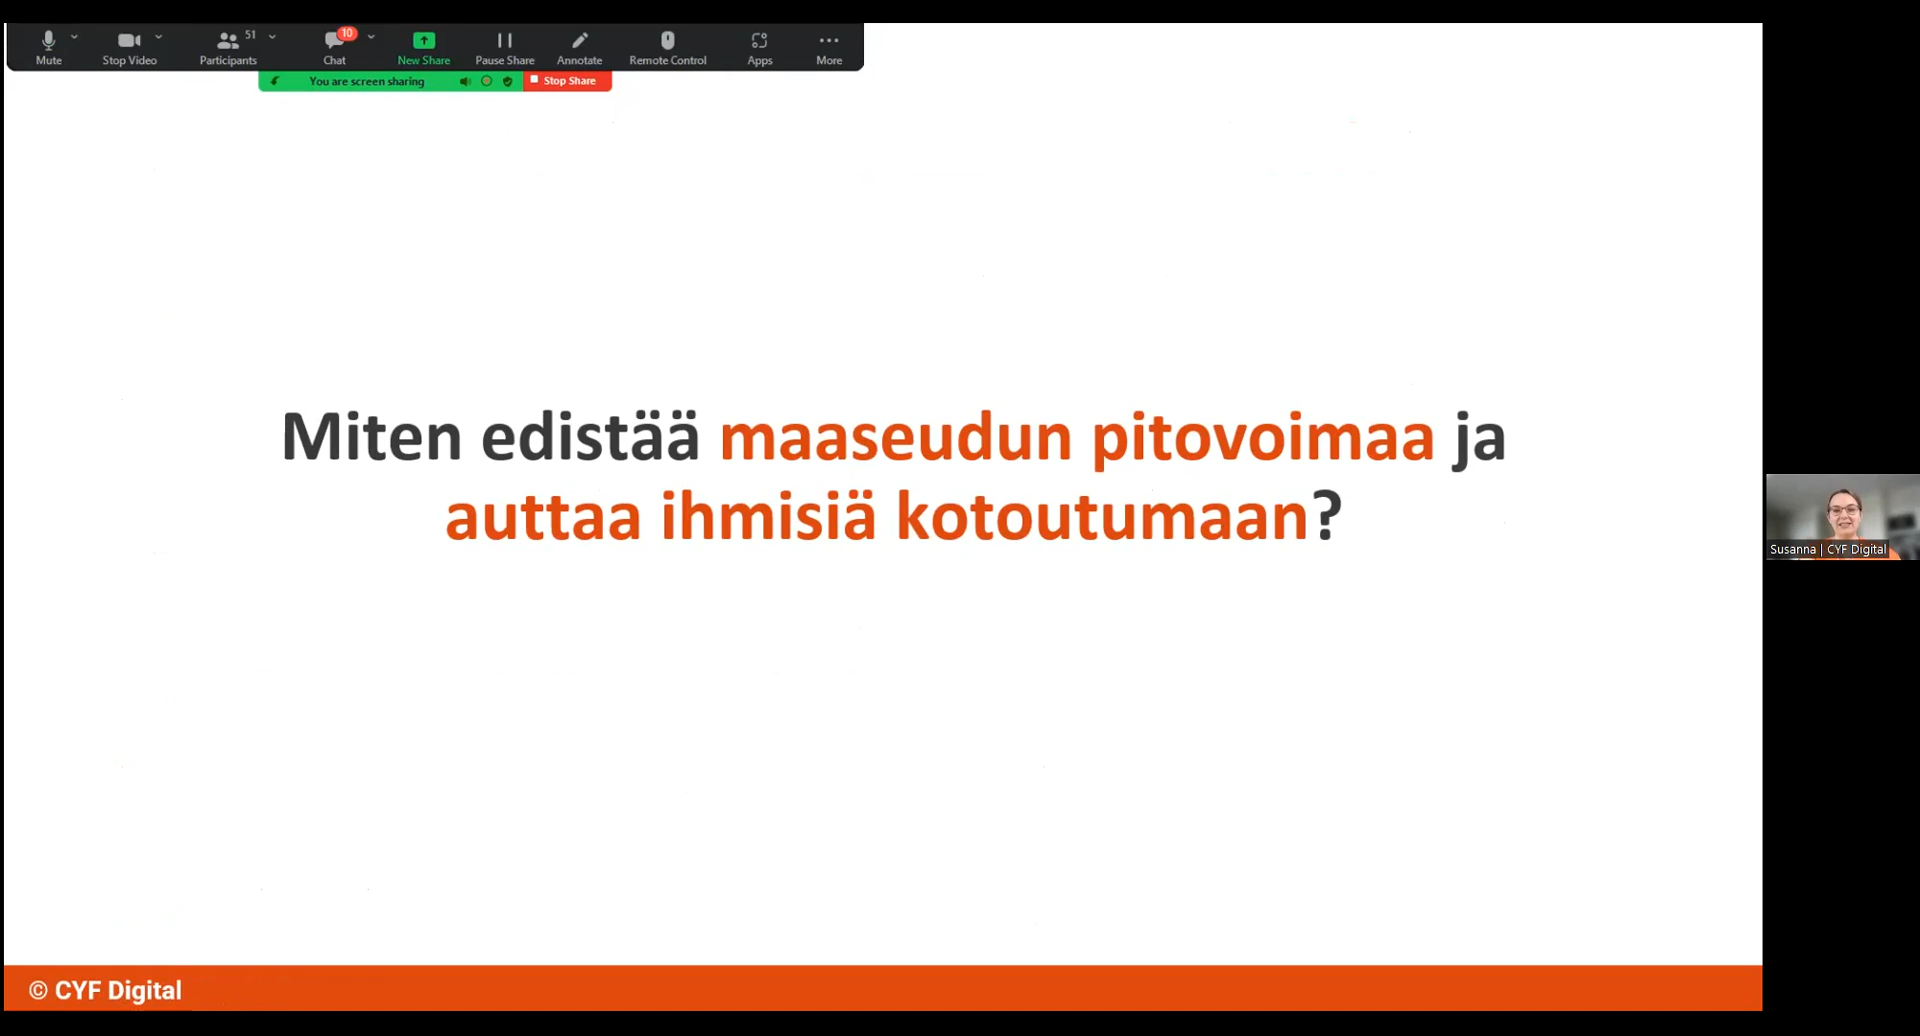 Mute
Stop Video
51
Participants
10
Chat
New Share
Pause Share
Annotate
Remote Control
Apps
More
You are screen sharing
Stop Share
Miten edistää maaseudun pitovoimaa ja
auttaa ihmisiä kotoutumaan?
Susanna | CYF Digital
© CYF Digital